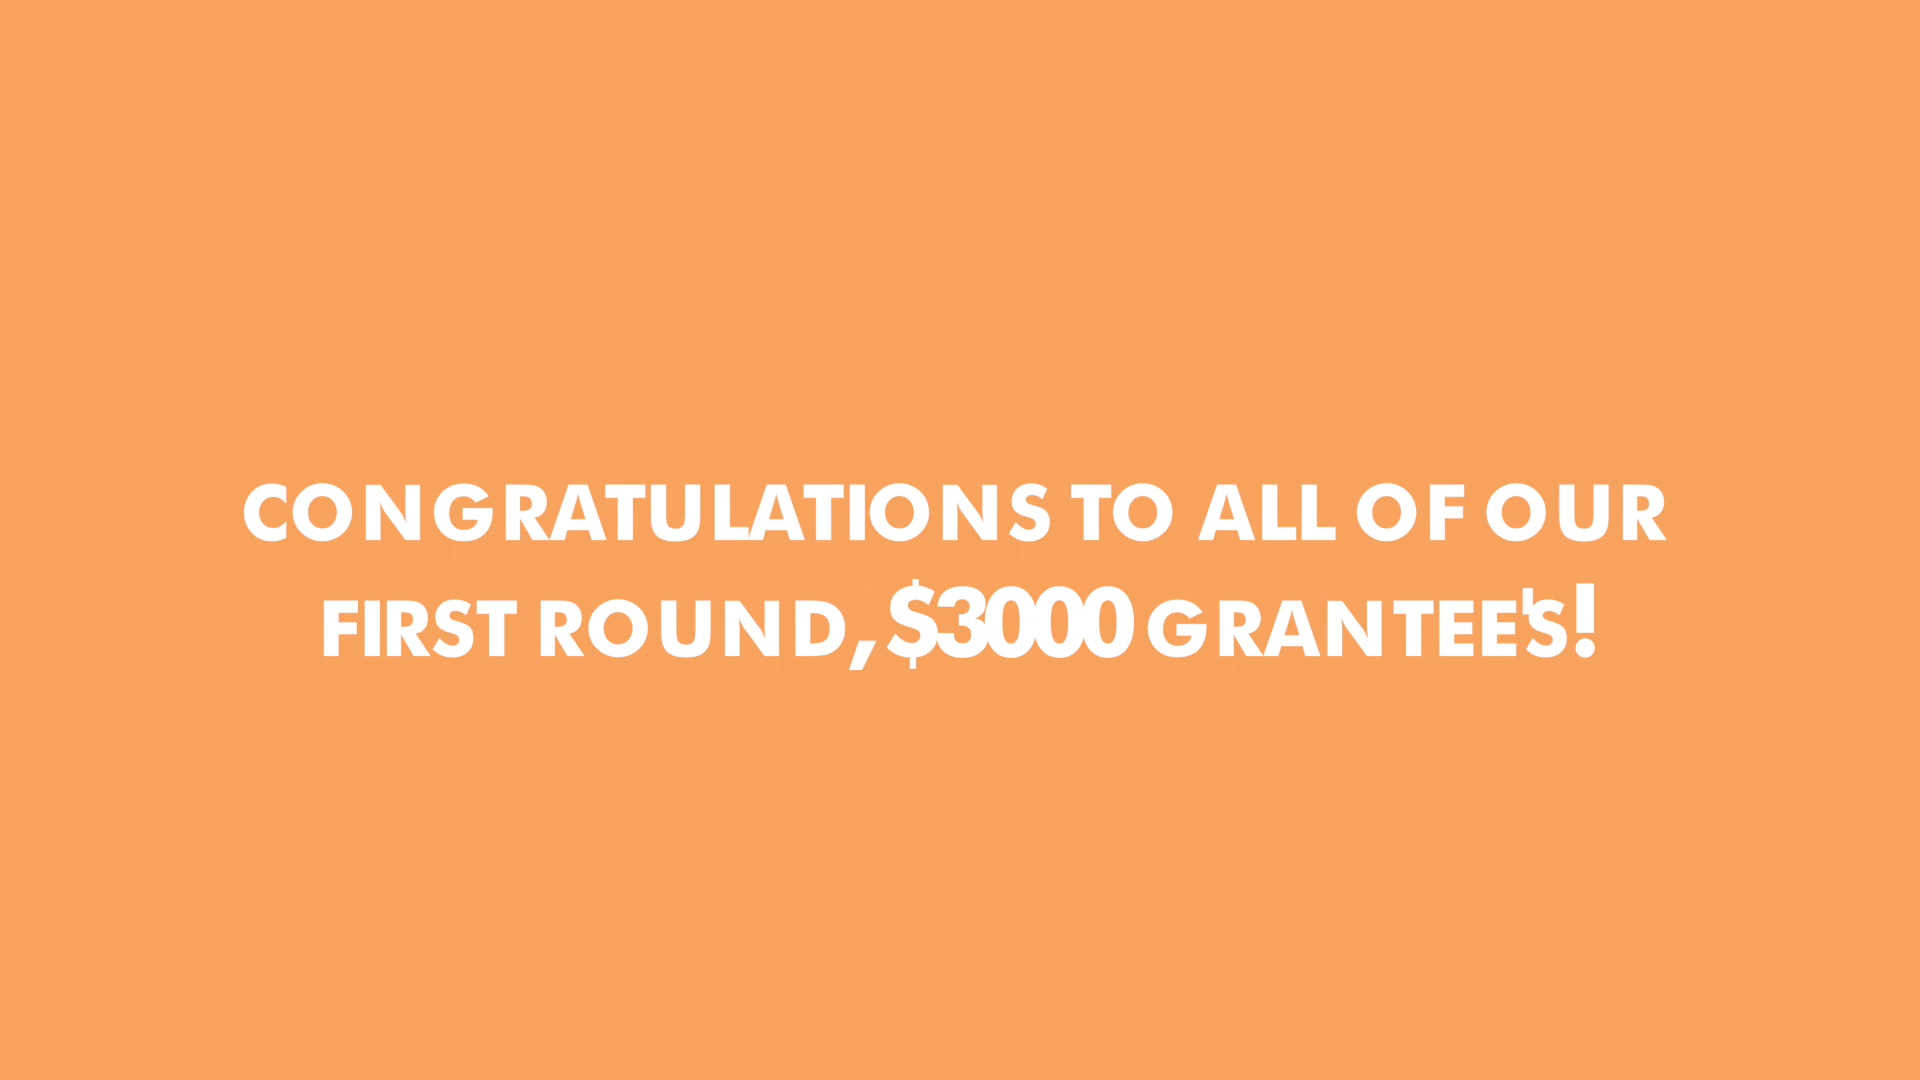 CONGRATULATIONS TO ALL OF OUR
FIRST ROUND, $3000 GRANTEE'S!